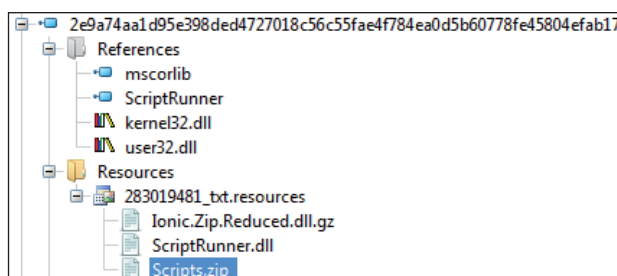 2e9a74aa1d95e398ded4727018c56c55fae4f784ea0d5b60778fe45804efab17
References
mscorlib
ScriptRunner
kernel32.dll
user32.dll
Resources
283019481_txt.resources
Ionic.Zip.Reduced.dll.gz
ScriptRunner.dll
Scripts.zip